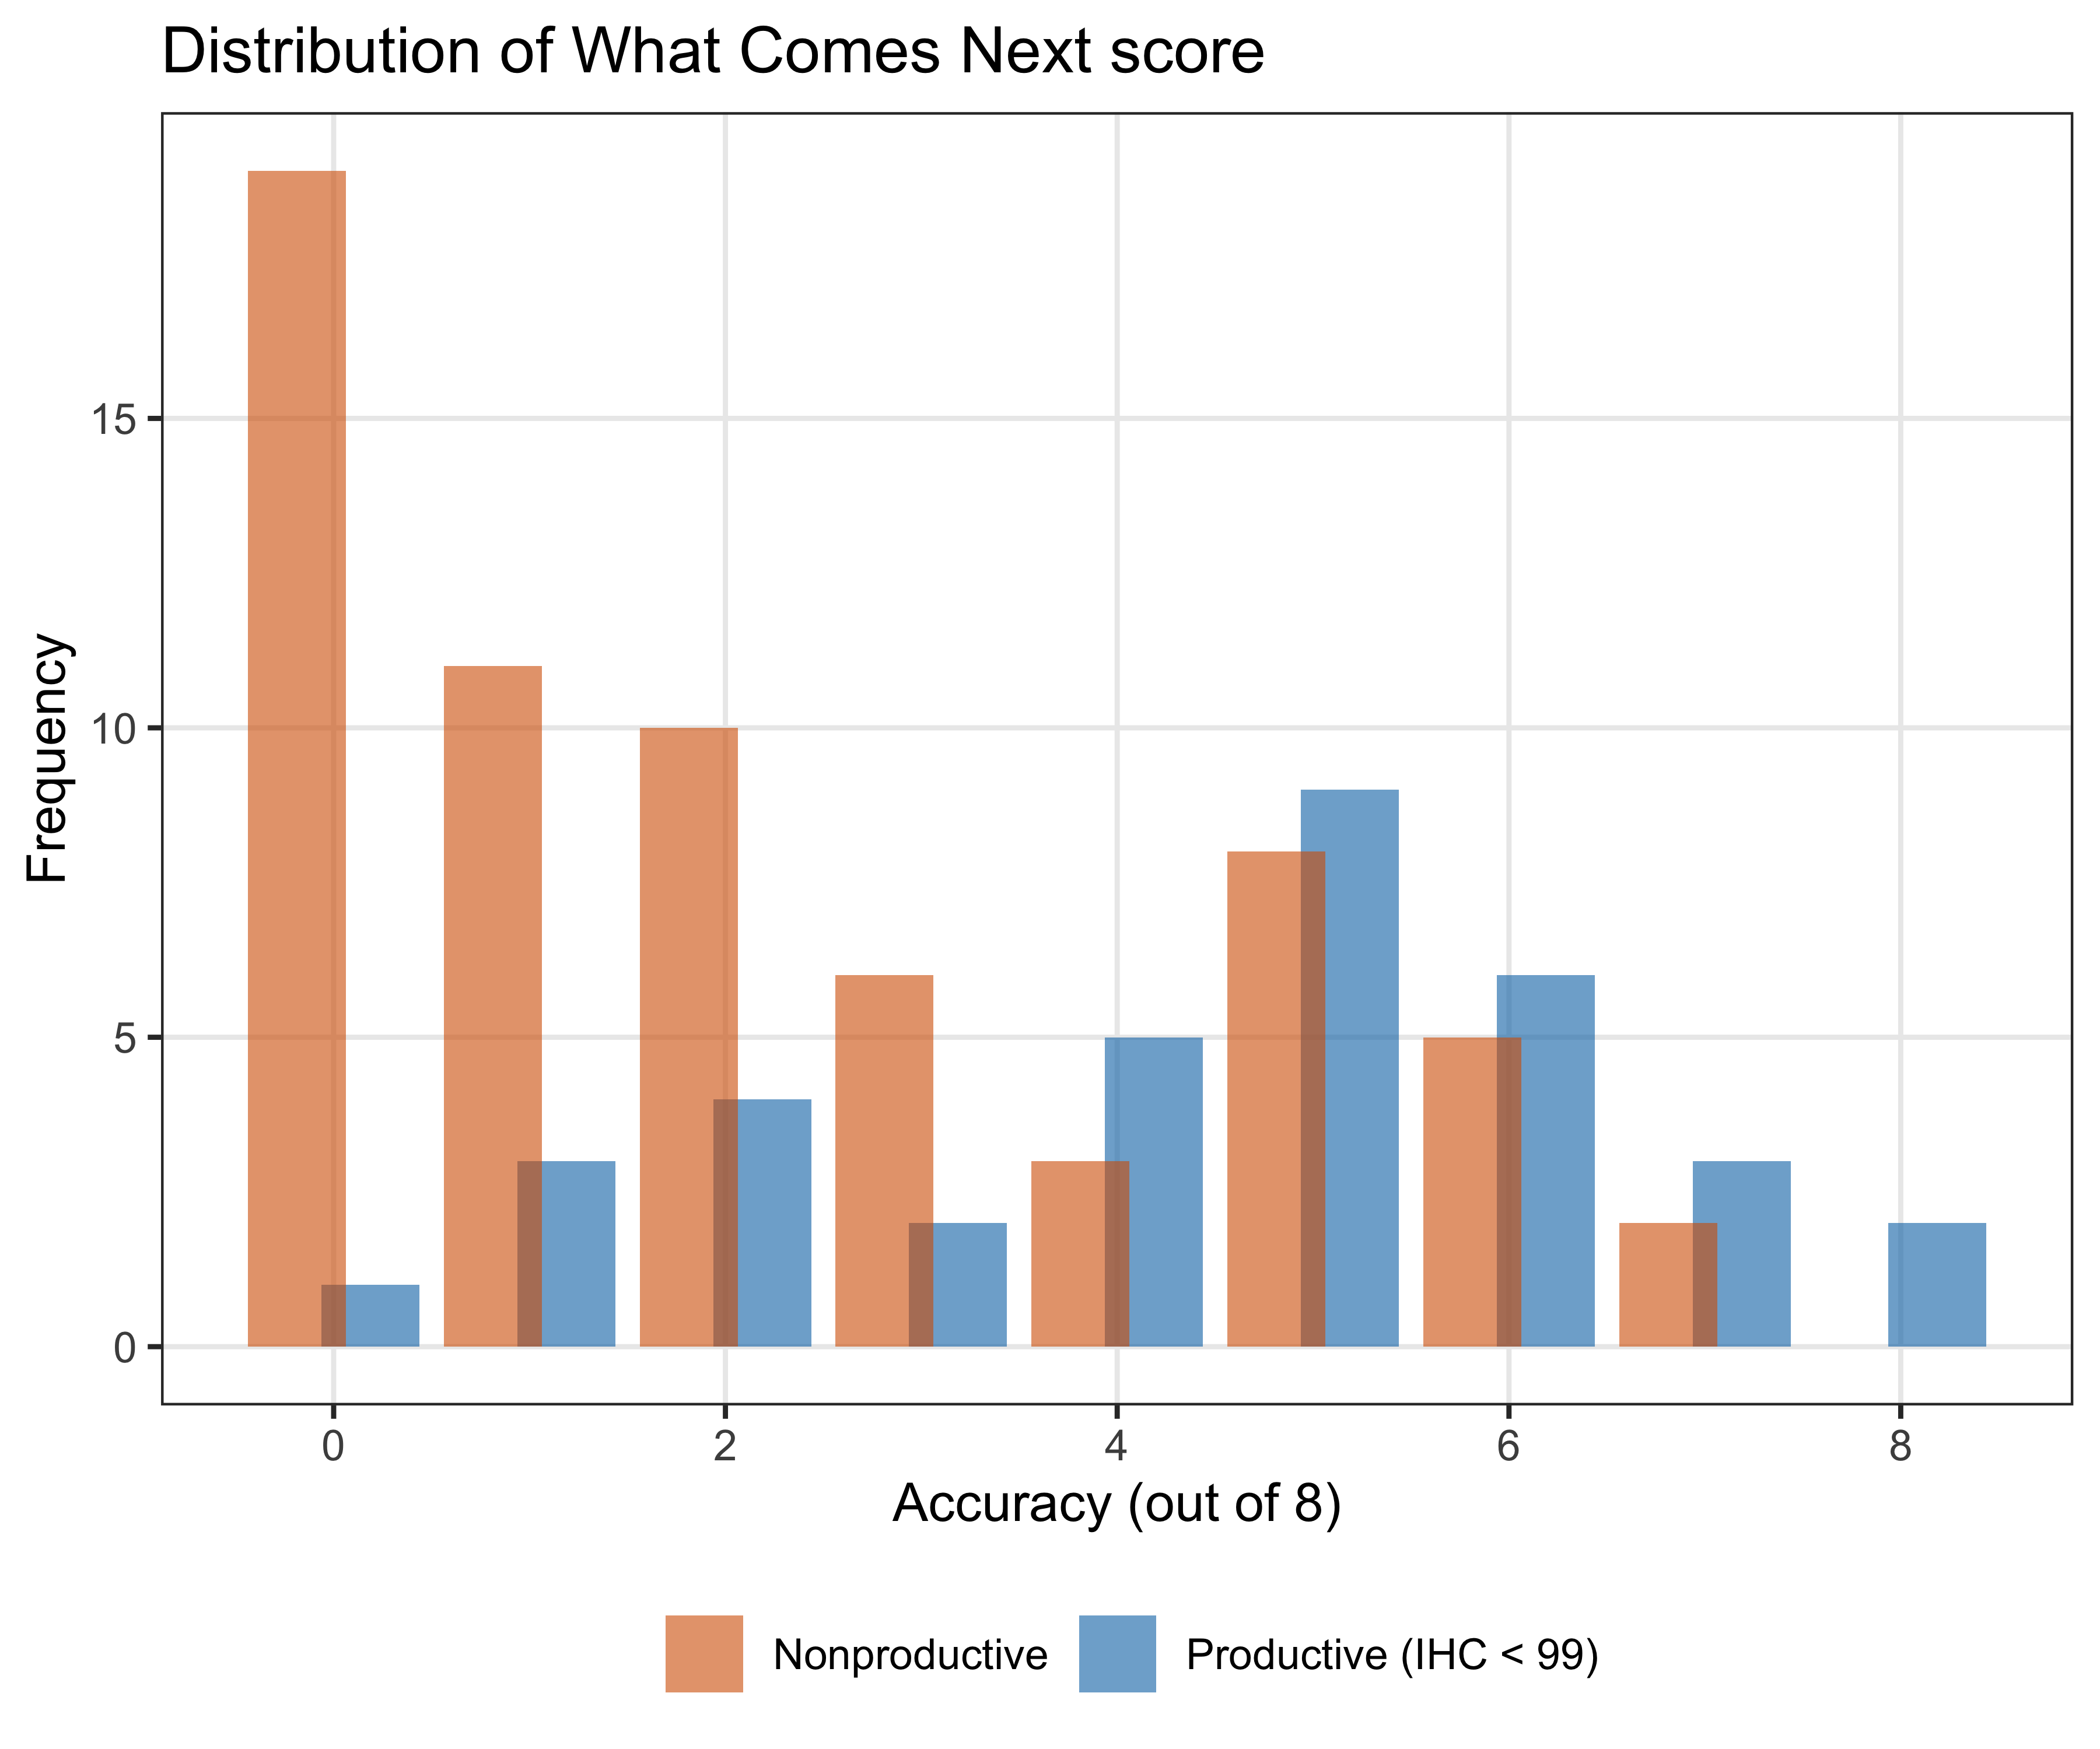 Distribution of What Comes Next score
Frequency
15
10
5
0
0 2 4 6 8
Accuracy (out of 8)
Nonproductive Productive (IHC < 99)